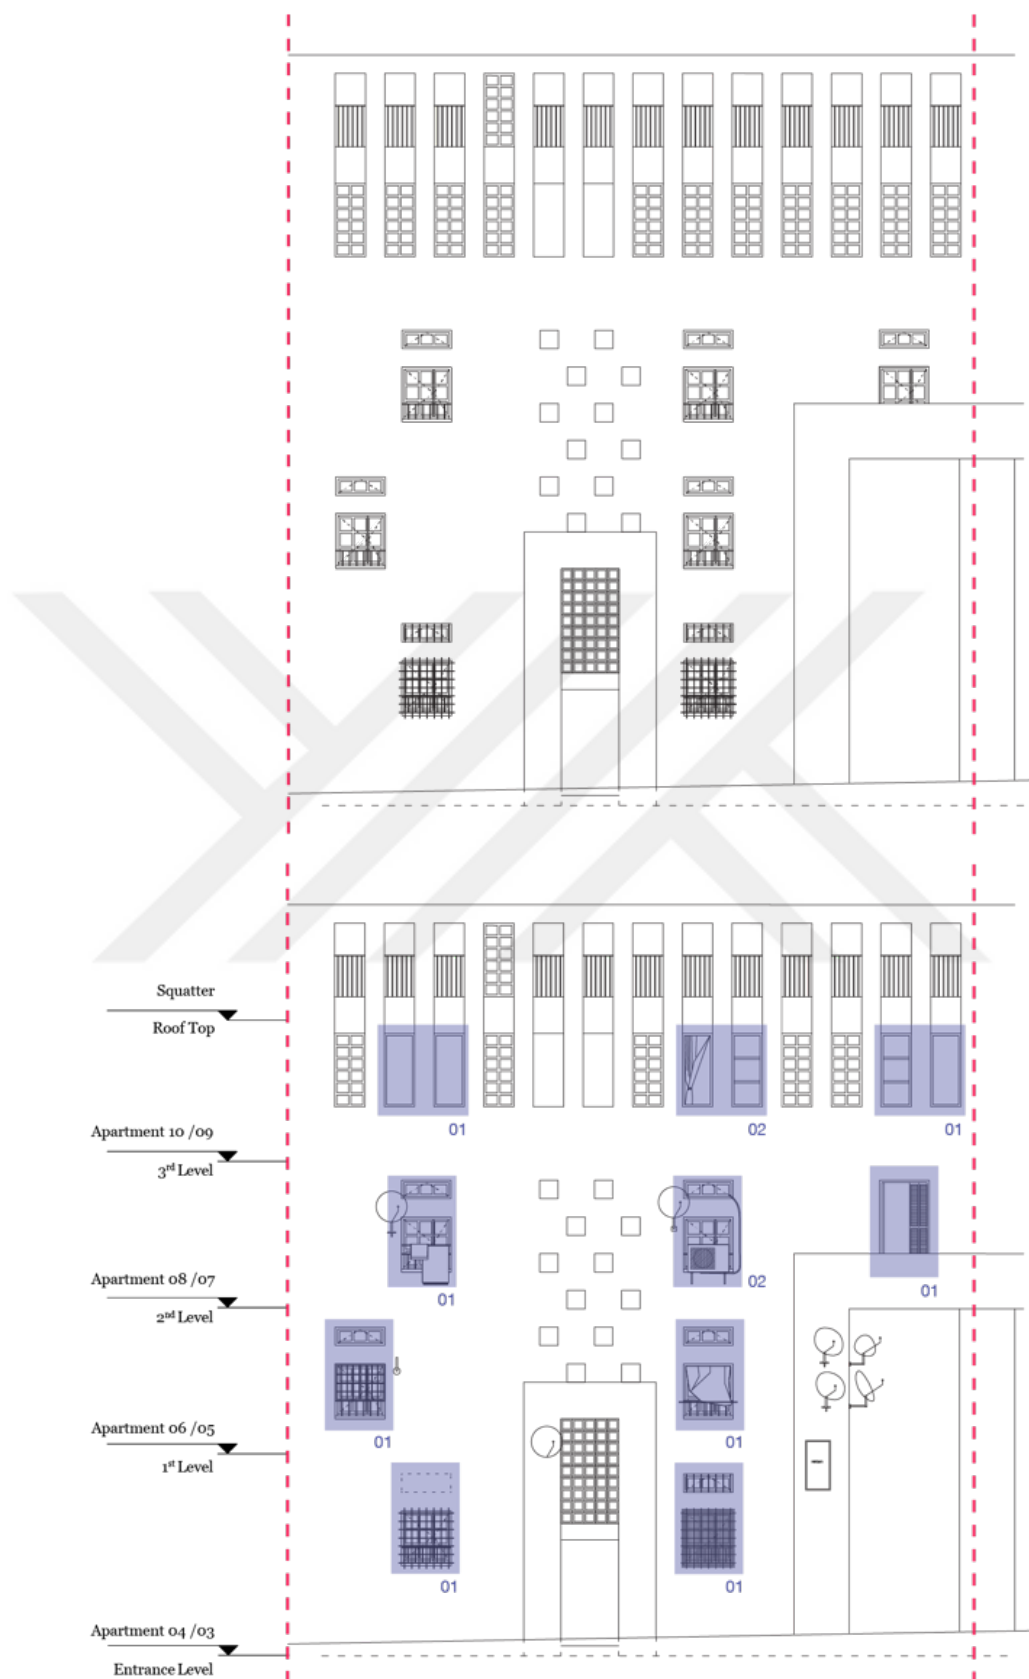 Squatter
Roof Top
01
02
01
Apartment 10 /09
3rd Level
Apartment 08 /07
01
02
01
2nd Level
Apartment 06 /05
01
01
1st Level
01
01
Apartment 04 /03
Entrance Level